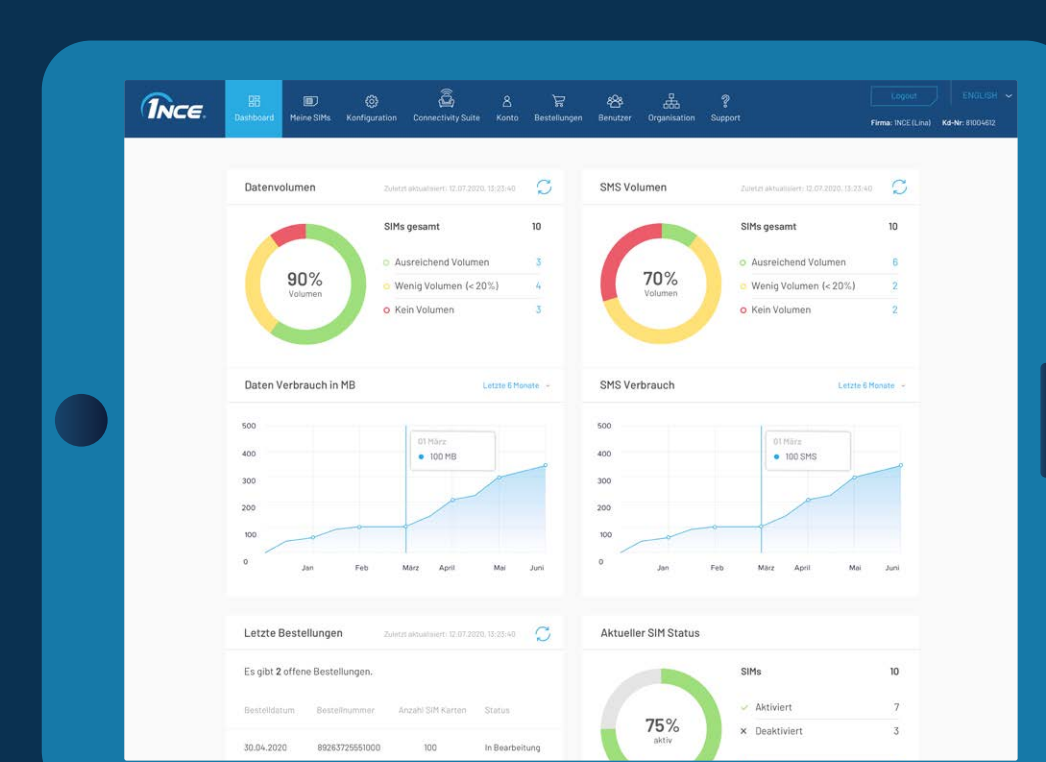 1NCE.
Dashboard Meine SIMs Konfiguration Connectivity Suite Konto Bestellungen Benutzer Organisation Support
Logout ENGLISH
Firma: 1NCE (Lina) Kd-Nr: 81004612
Datenvolumen Zuletzt aktualisiert: 12.07.2020, 13:23:40
90%
Volumen
SIMs gesamt 10
Ausreichend Volumen 3
Wenig Volumen (< 20%) 4
Kein Volumen 3
SMS Volumen Zuletzt aktualisiert: 12.07.2020, 13:23:40
70%
Volumen
SIMs gesamt 10
Ausreichend Volumen 6
Wenig Volumen (< 20%) 2
Kein Volumen 2
Daten Verbrauch in MB Letzte 6 Monate
500
400
300
200
100
0
01 März
100 MB
Jan Feb März April Mai Juni
SMS Verbrauch Letzte 6 Monate
500
400
300
200
100
0
01 März
100 SMS
Jan Feb März April Mai Juni
Letzte Bestellungen Zuletzt aktualisiert: 12.07.2020, 13:23:40
Es gibt 2 offene Bestellungen.
Bestelldatum Bestellnummer Anzahl SIM Karten Status
30.04.2020 89263725551000 100 In Bearbeitung
Aktueller SIM Status
75%
aktiv
SIMs 10
Aktiviert 7
Deaktiviert 3